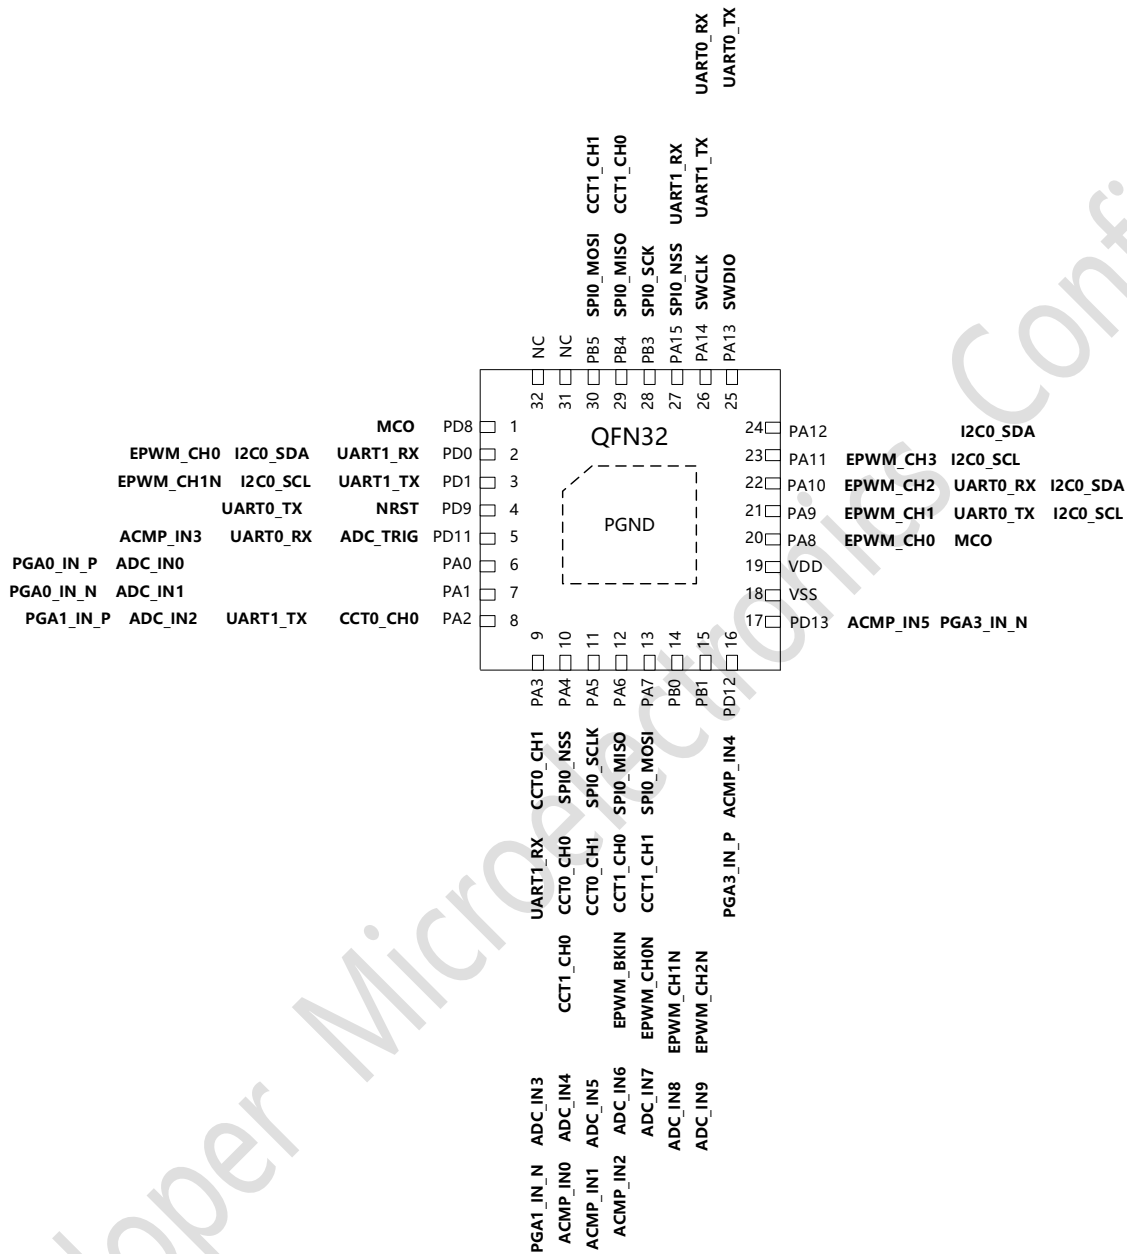 UART0_RX
UART0_TX
CCT1_CH1
CCT1_CH0
UART1_RX
UART1_TX
SPI0_MOSI
SPI0_MISO
SPI0_SCK
SPI0_NSS
SWCLK
SWDIO
NC
NC
PB5
PB4
PB3
PA15
PA14
PA13
32 31 30 29 28 27 26 25
QFN32
PGND
MCO PD8 1
EPWM_CH0 I2C0_SDA UART1_RX PD0 2
EPWM_CH1N I2C0_SCL UART1_TX PD1 3
UART0_TX NRST PD9 4
ACMP_IN3 UART0_RX ADC_TRIG PD11 5
PGA0_IN_P ADC_IN0 PA0 6
PGA0_IN_N ADC_IN1 PA1 7
PGA1_IN_P ADC_IN2 UART1_TX CCT0_CH0 PA2 8
24 PA12 I2C0_SDA
23 PA11 EPWM_CH3 I2C0_SCL
22 PA10 EPWM_CH2 UART0_RX I2C0_SDA
21 PA9 EPWM_CH1 UART0_TX I2C0_SCL
20 PA8 EPWM_CH0 MCO
19 VDD
18 VSS
17 PD13 ACMP_IN5 PGA3_IN_N
9 10 11 12 13 14 15 16
PA3
PA4
PA5
PA6
PA7
PB0
PB1
PD12
CCT0_CH1
SPI0_NSS
SPI0_SCLK
SPI0_MISO
SPI0_MOSI
ACMP_IN4
UART1_RX
CCT0_CH0
CCT0_CH1
CCT1_CH0
CCT1_CH1
PGA3_IN_P
CCT1_CH0
EPWM_BKIN
EPWM_CH0N
EPWM_CH1N
EPWM_CH2N
ADC_IN3
ADC_IN4
ADC_IN5
ADC_IN6
ADC_IN7
ADC_IN8
ADC_IN9
PGA1_IN_N
ACMP_IN0
ACMP_IN1
ACMP_IN2
loper Microelectronics Confi